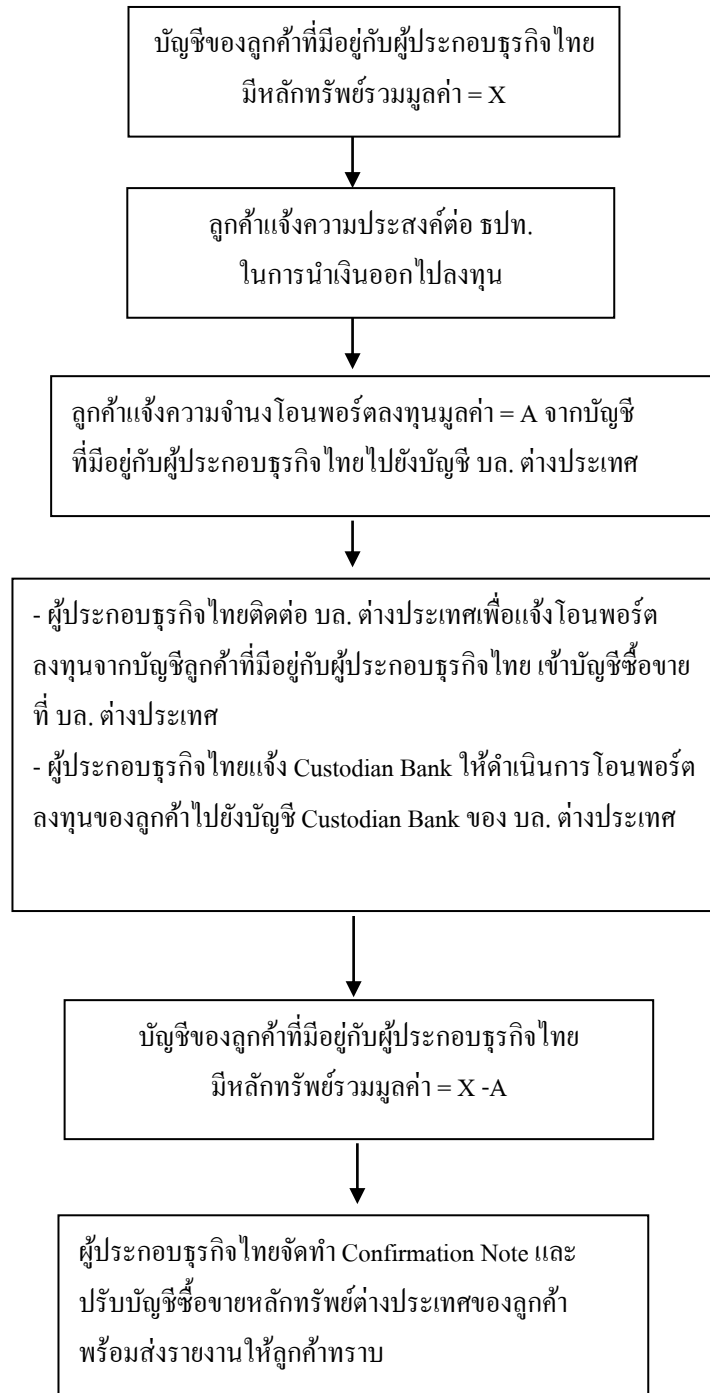 บัญชีของลูกค้าที่มีอยู่กับผู้ประกอบธุรกิจไทย
มีหลักทรัพย์รวมมูลค่า = X
ลูกค้าแจ้งความประสงค์ต่อ ธปท.
ในการนำเงินออกไปลงทุน
ลูกค้าแจ้งความจำนงโอนพอร์ตลงทุนมูลค่า = A จากบัญชี
ที่มีอยู่กับผู้ประกอบธุรกิจไทยไปยังบัญชี บล. ต่างประเทศ
- ผู้ประกอบธุรกิจไทยติดต่อ บล. ต่างประเทศเพื่อแจ้งโอนพอร์ต
ลงทุนจากบัญชีลูกค้าที่มีอยู่กับผู้ประกอบธุรกิจไทย เข้าบัญชีซื้อขาย
ที่ บล. ต่างประเทศ
- ผู้ประกอบธุรกิจไทยแจ้ง Custodian Bank ให้ดำเนินการโอนพอร์ต
ลงทุนของลูกค้าไปยังบัญชี Custodian Bank ของ บล. ต่างประเทศ
บัญชีของลูกค้าที่มีอยู่กับผู้ประกอบธุรกิจไทย
มีหลักทรัพย์รวมมูลค่า = X -A
ผู้ประกอบธุรกิจไทยจัดทำ Confirmation Note และ
ปรับบัญชีซื้อขายหลักทรัพย์ต่างประเทศของลูกค้า
พร้อมส่งรายงานให้ลูกค้าทราบ